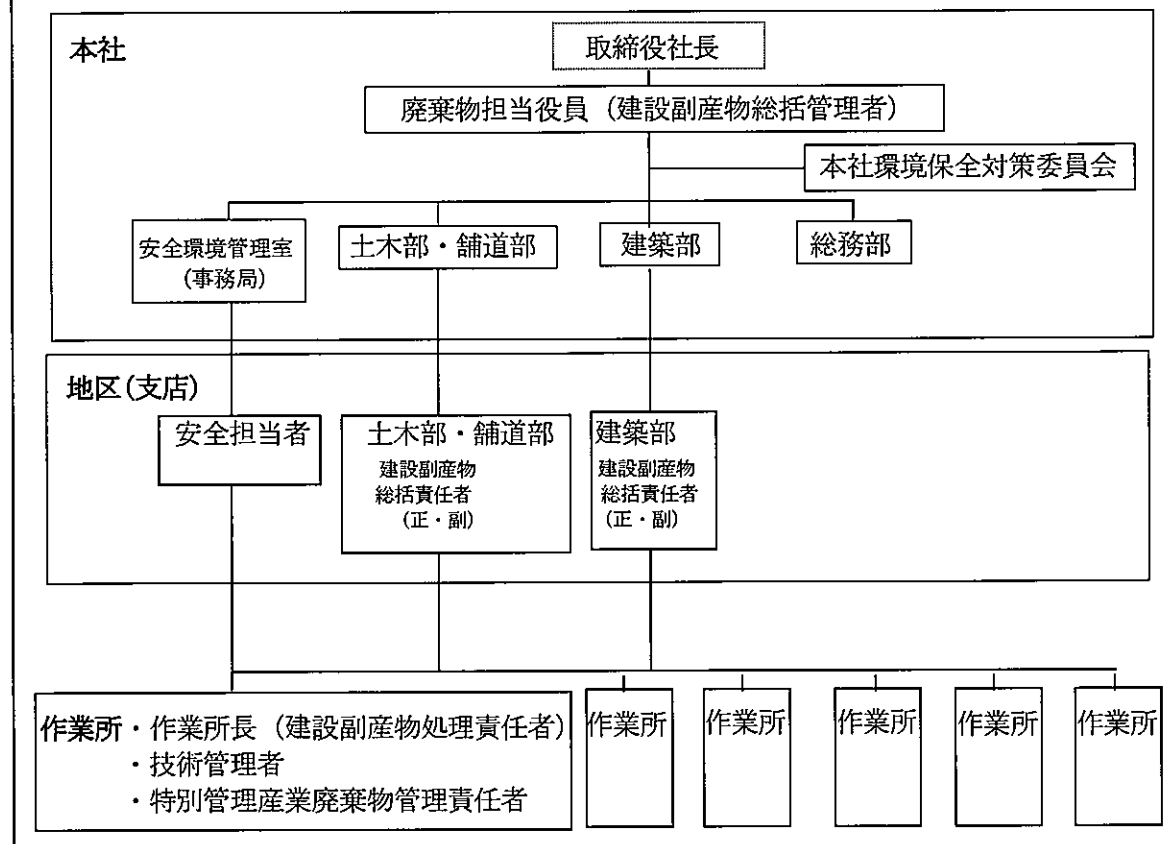 本社
取締役社長
廃棄物担当役員（建設副産物総括管理者）
本社環境保全対策委員会
安全環境管理室
（事務局）
土木部・舗道部
建築部
総務部
地区（支店）
安全担当者
土木部・舗道部
建設副産物
総括責任者
（正・副）
建築部
建設副産物
総括責任者
（正・副）
作業所・作業所長（建設副産物処理責任者）
・技術管理者
・特別管理産業廃棄物管理責任者
作業所
作業所
作業所
作業所
作業所